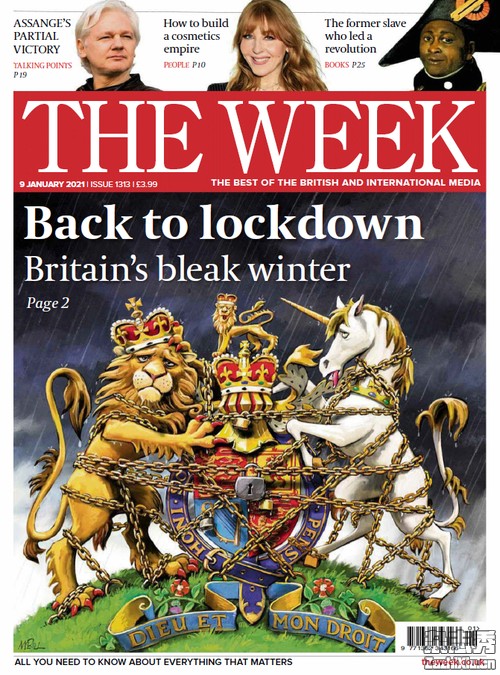 ASSANGE'S
PARTIAL
VICTORY
TALKING POINTS
P19
How to build
a cosmetics
empire
PEOPLE P10
The former slave
who led a
revolution
BOOKS P25
THE WEEK
9 JANUARY 2021 | ISSUE 1313 | £3.99
THE BEST OF THE BRITISH AND INTERNATIONAL MEDIA
Back to lockdown
Britain's bleak winter
Page 2
HONI
PENSE
DIEU ET
MON DROIT
01
ALL YOU NEED TO KNOW ABOUT EVERYTHING THAT MATTERS
theweek.co.uk